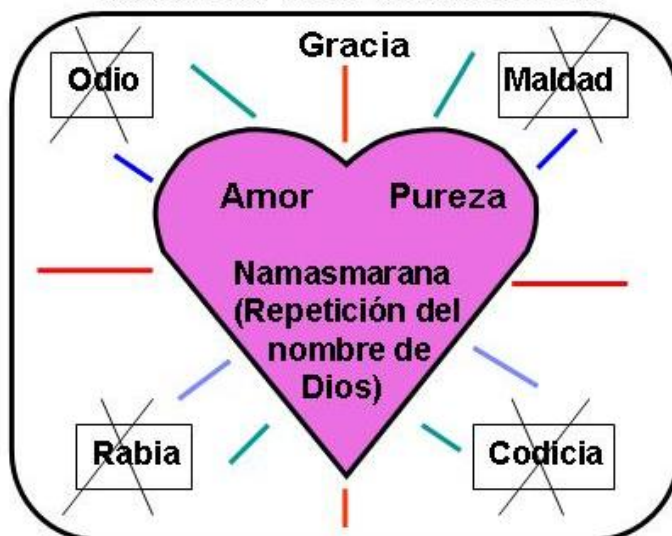 Gracia
Odio
Maldad
Amor Pureza
Namasmarana
(Repetición del
nombre de
Dios)
Rabia
Codicia